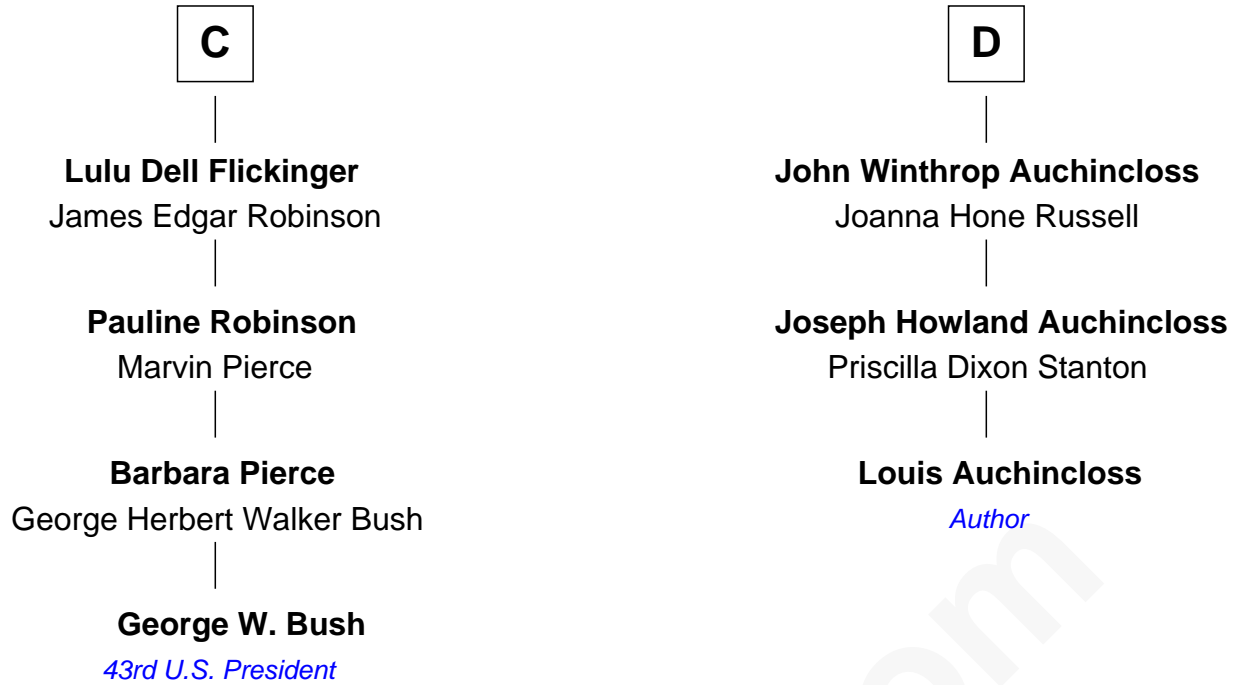 C
Lulu Dell Flickinger
James Edgar Robinson
Pauline Robinson
Marvin Pierce
Barbara Pierce
George Herbert Walker Bush
George W. Bush
43rd U.S. President
D
John Winthrop Auchincloss
Joanna Hone Russell
Joseph Howland Auchincloss
Priscilla Dixon Stanton
Louis Auchincloss
Author
om